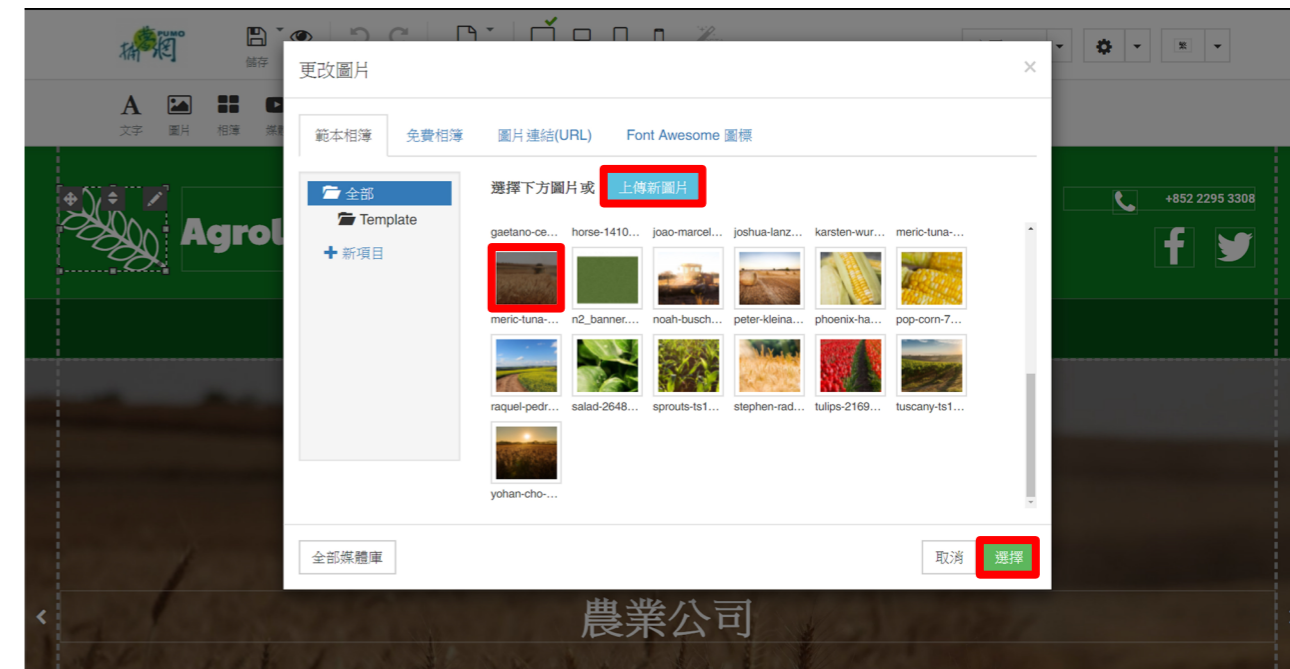 PUMO
儲存
更改圖片
×
文字
圖片
相簿
範本相簿
免費相簿
圖片連結(URL)
Font Awesome 圖標
全部
Template
新項目
選擇下方圖片或
上傳新圖片
gaetano-ce... horse-1410... joao-marcel... joshua-lanz... karsten-wur... meric-tuna-...
meric-tuna-... n2_banner.... noah-busch... peter-kleina... phoenix-ha... pop-corn-7...
raquel-pedr... salad-2648... sprouts-ts1... stephen-rad... tulips-2169... tuscany-ts1...
yohan-cho-...
全部媒體庫
取消
選擇
AgroL
+852 2295 3308
農業公司